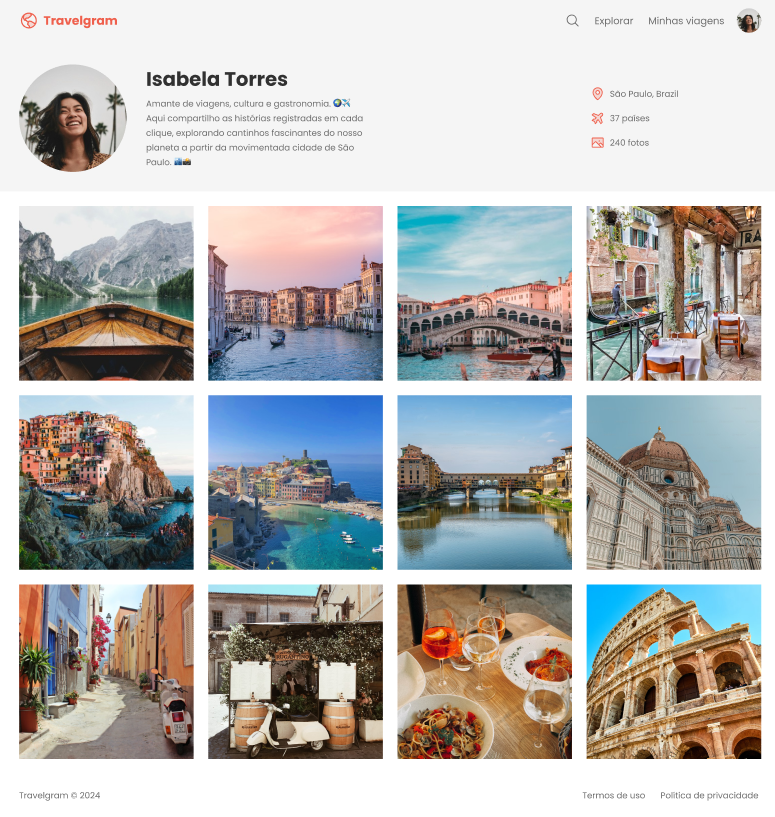 Travelgram
Explorar
Minhas viagens
Isabela Torres
Amante de viagens, cultura e gastronomia. 🌍✈️
Aqui compartilho as histórias registradas em cada
clique, explorando cantinhos fascinantes do nosso
planeta a partir da movimentada cidade de São
Paulo. 🏙️📸
São Paulo, Brazil
37 países
240 fotos
TRA
Travelgram © 2024
Termos de uso
Política de privacidade